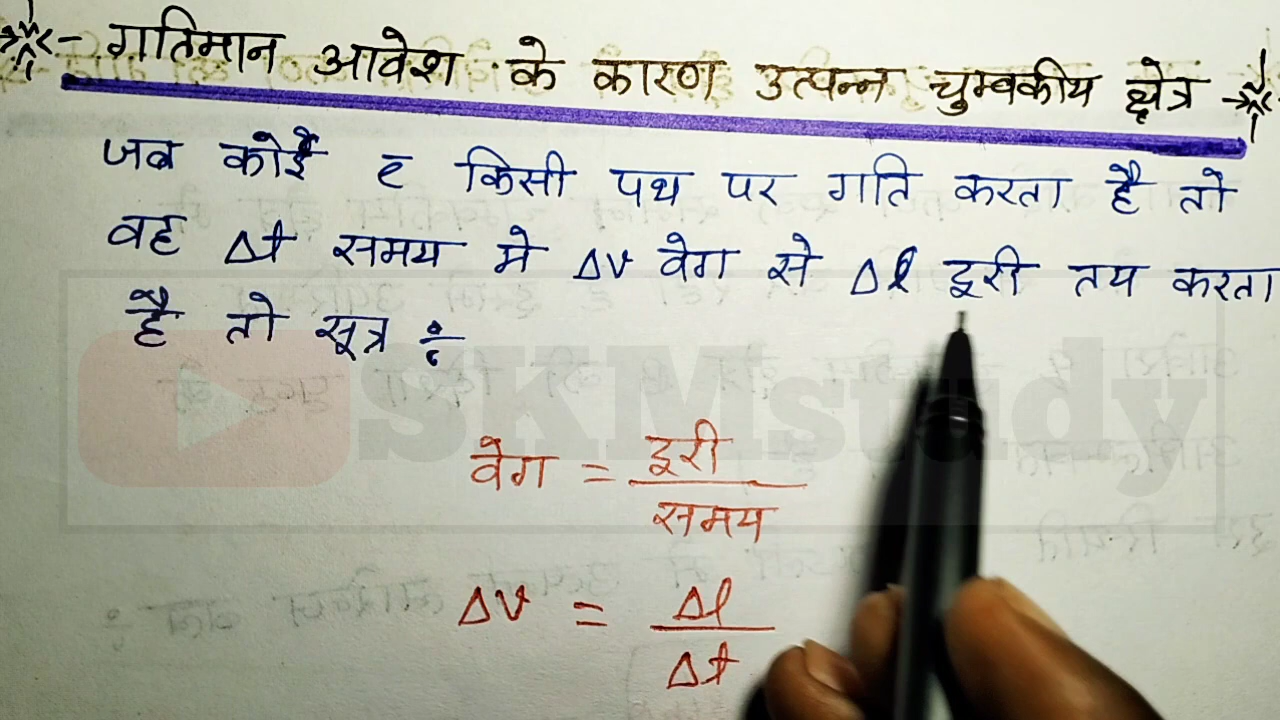 गतिमान आवेश के कारण उत्पन्न चुम्बकीय क्षेत्र
जब कोई e किसी पथ पर गति करता है तो
वह Δt समय मे Δv वेग से Δl दूरी तय करता
है तो सूत्र ÷
SKMstudy
वेग = दूरी / समय
Δv = Δl / Δt